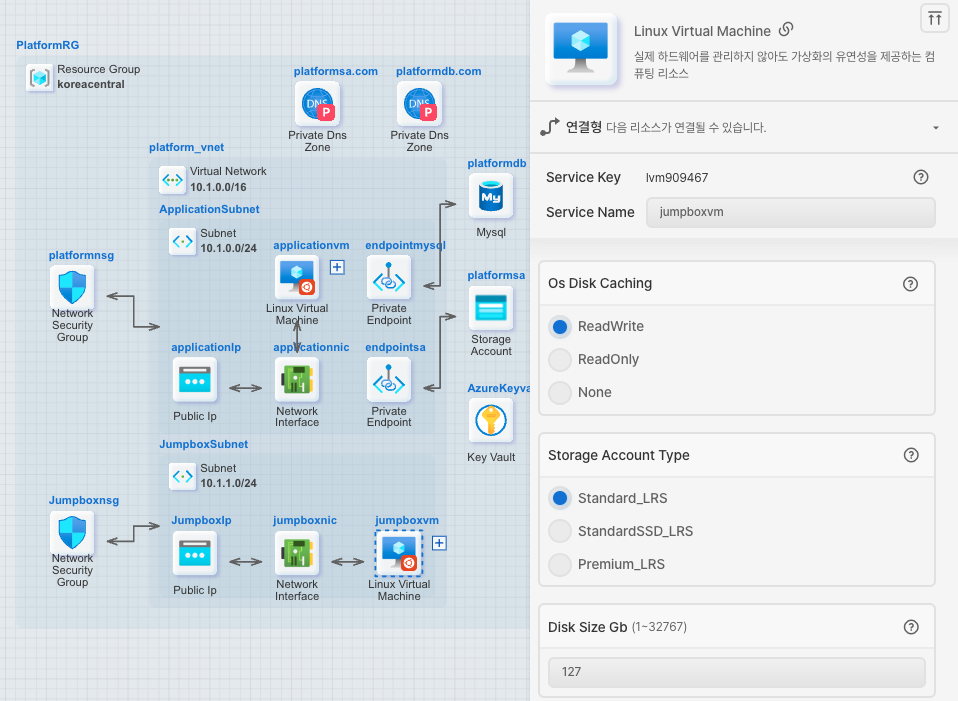 PlatformRG
Resource Group
koreacentral
platformsa.com
DNS
P
Private Dns
Zone
platformdb.com
DNS
P
Private Dns
Zone
platform_vnet
Virtual Network
10.1.0.0/16
platformdb
My
Mysql
ApplicationSubnet
Subnet
10.1.0.0/24
platformnsg
Network
Security
Group
applicationvm
Linux Virtual
Machine
endpointmysql
Private
Endpoint
platformsa
Storage
Account
applicationIp
Public Ip
applicationnic
Network
Interface
endpointsa
Private
Endpoint
AzureKeyva
Key Vault
JumpboxSubnet
Subnet
10.1.1.0/24
Jumpboxnsg
Network
Security
Group
JumpboxIp
Public Ip
jumpboxnic
Network
Interface
jumpboxvm
Linux Virtual
Machine
Linux Virtual Machine
실제 하드웨어를 관리하지 않아도 가상화의 유연성을 제공하는 컴
퓨팅 리소스
연결형 다음 리소스가 연결될 수 있습니다.
Service Key lvm909467
Service Name jumpboxvm
Os Disk Caching
ReadWrite
ReadOnly
None
Storage Account Type
Standard_LRS
StandardSSD_LRS
Premium_LRS
Disk Size Gb (1~32767)
127